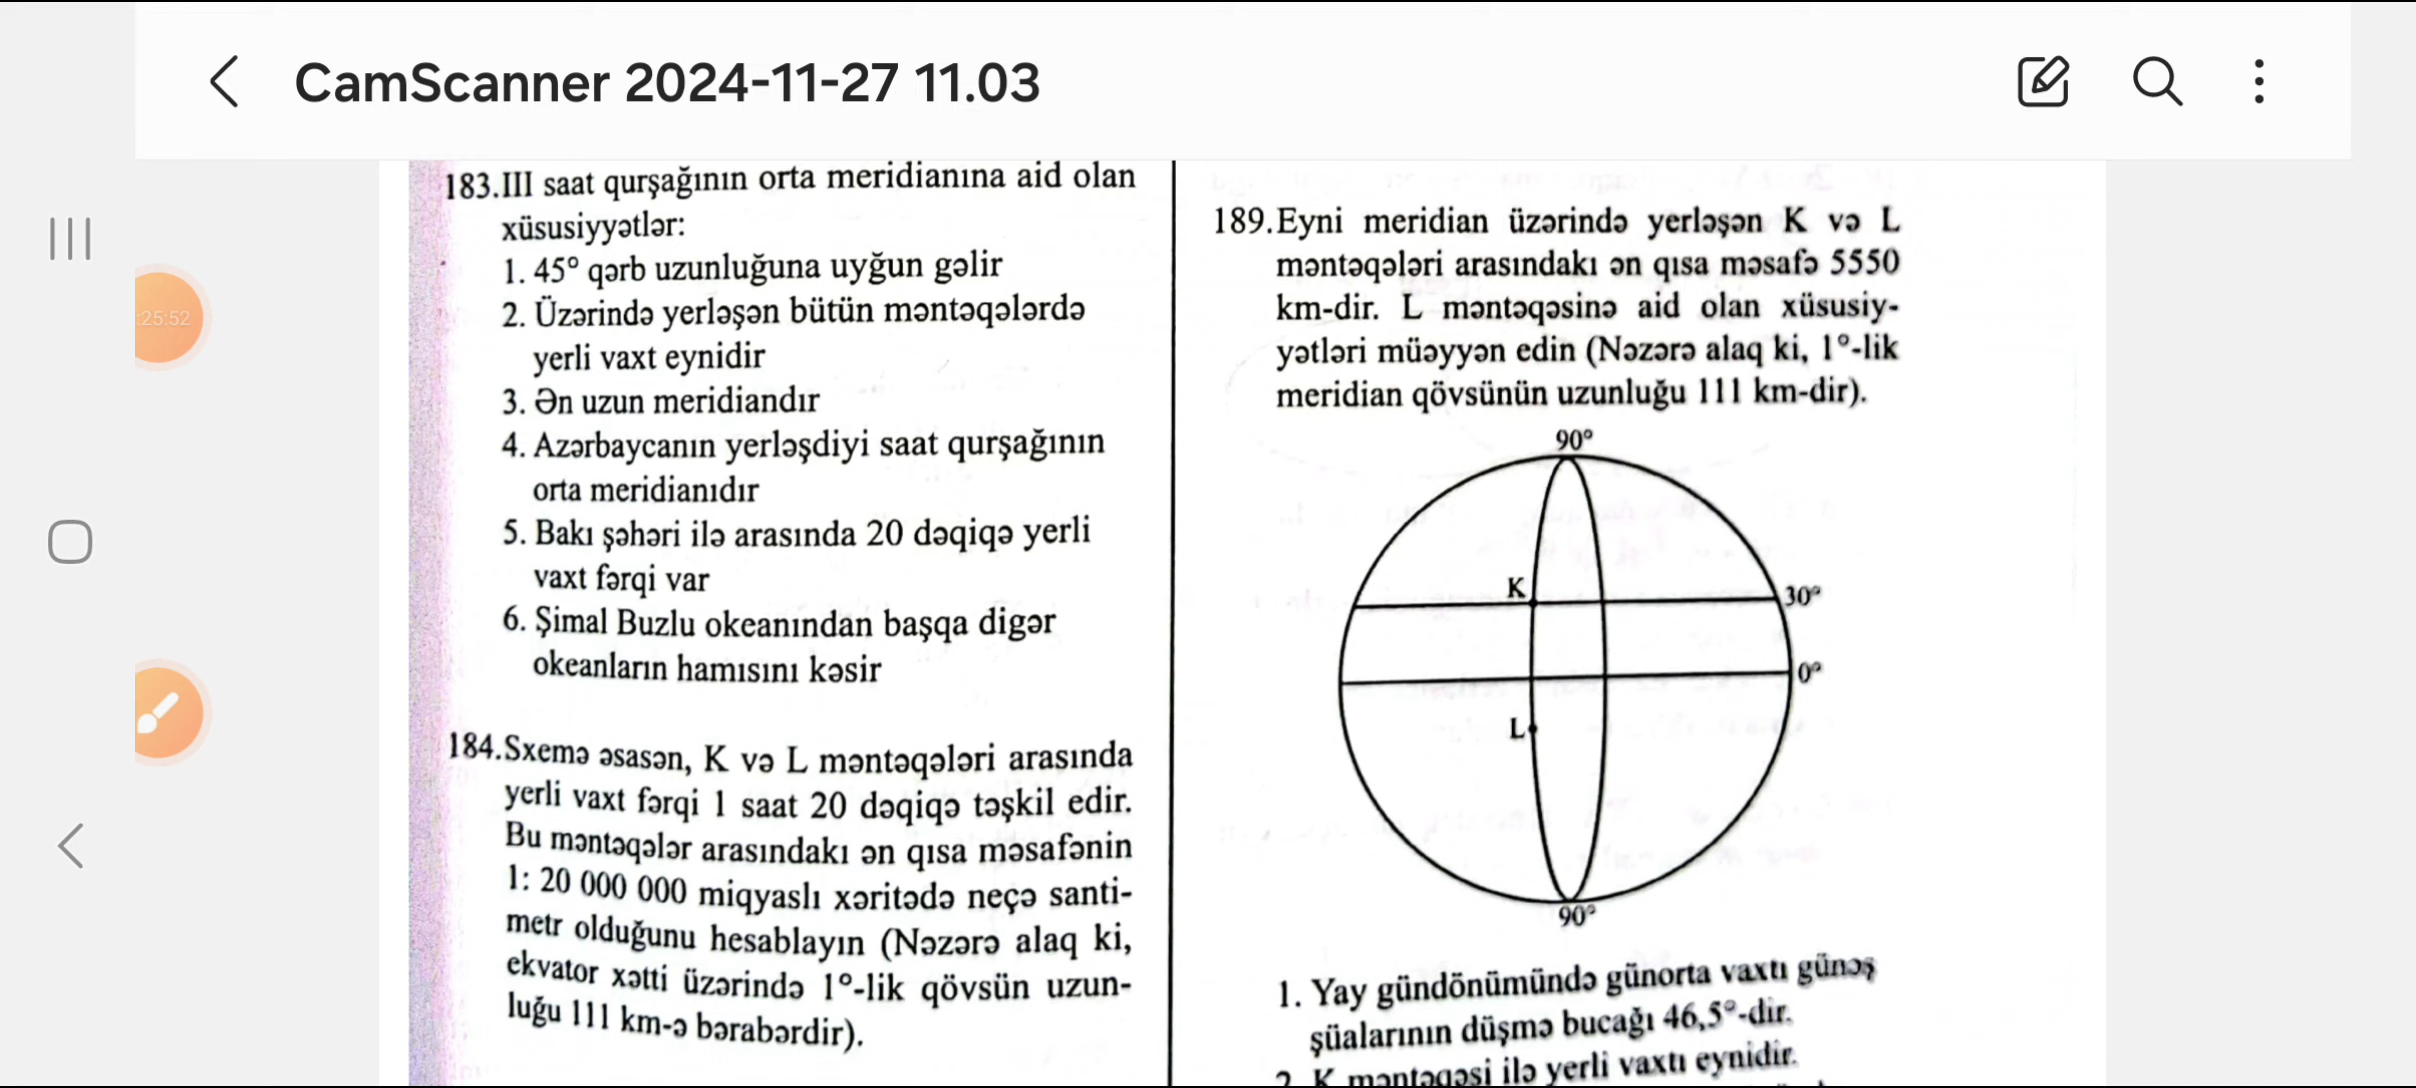 CamScanner 2024-11-27 11.03
:25:52
183.III saat qurşağının orta meridianına aid olan
xüsusiyyətlər:
1. 45° qərb uzunluğuna uyğun gəlir
2. Üzərində yerləşən bütün məntəqələrdə
yerli vaxt eynidir
3. Ən uzun meridiandır
4. Azərbaycanın yerləşdiyi saat qurşağının
orta meridianıdır
5. Bakı şəhəri ilə arasında 20 dəqiqə yerli
vaxt fərqi var
6. Şimal Buzlu okeanından başqa digər
okeanların hamısını kəsir
184.Sxemə əsasən, K və L məntəqələri arasında
yerli vaxt fərqi 1 saat 20 dəqiqə təşkil edir.
Bu məntəqələr arasındakı ən qısa məsafənin
1: 20 000 000 miqyaslı xəritədə neçə santi-
metr olduğunu hesablayın (Nəzərə alaq ki,
ekvator xətti üzərində 1°-lik qövsün uzun-
luğu 111 km-ə bərabərdir).
189.Eyni meridian üzərində yerləşən K və L
məntəqələri arasındakı ən qısa məsafə 5550
km-dir. L məntəqəsinə aid olan xüsusiy-
yətləri müəyyən edin (Nəzərə alaq ki, 1°-lik
meridian qövsünün uzunluğu 111 km-dir).
90°
K
30°
0°
L
90°
1. Yay gündönümündə günorta vaxtı günəş
şüalarının düşmə bucağı 46,5°-dir.
2. K məntəqəsi ilə yerli vaxtı eynidir.